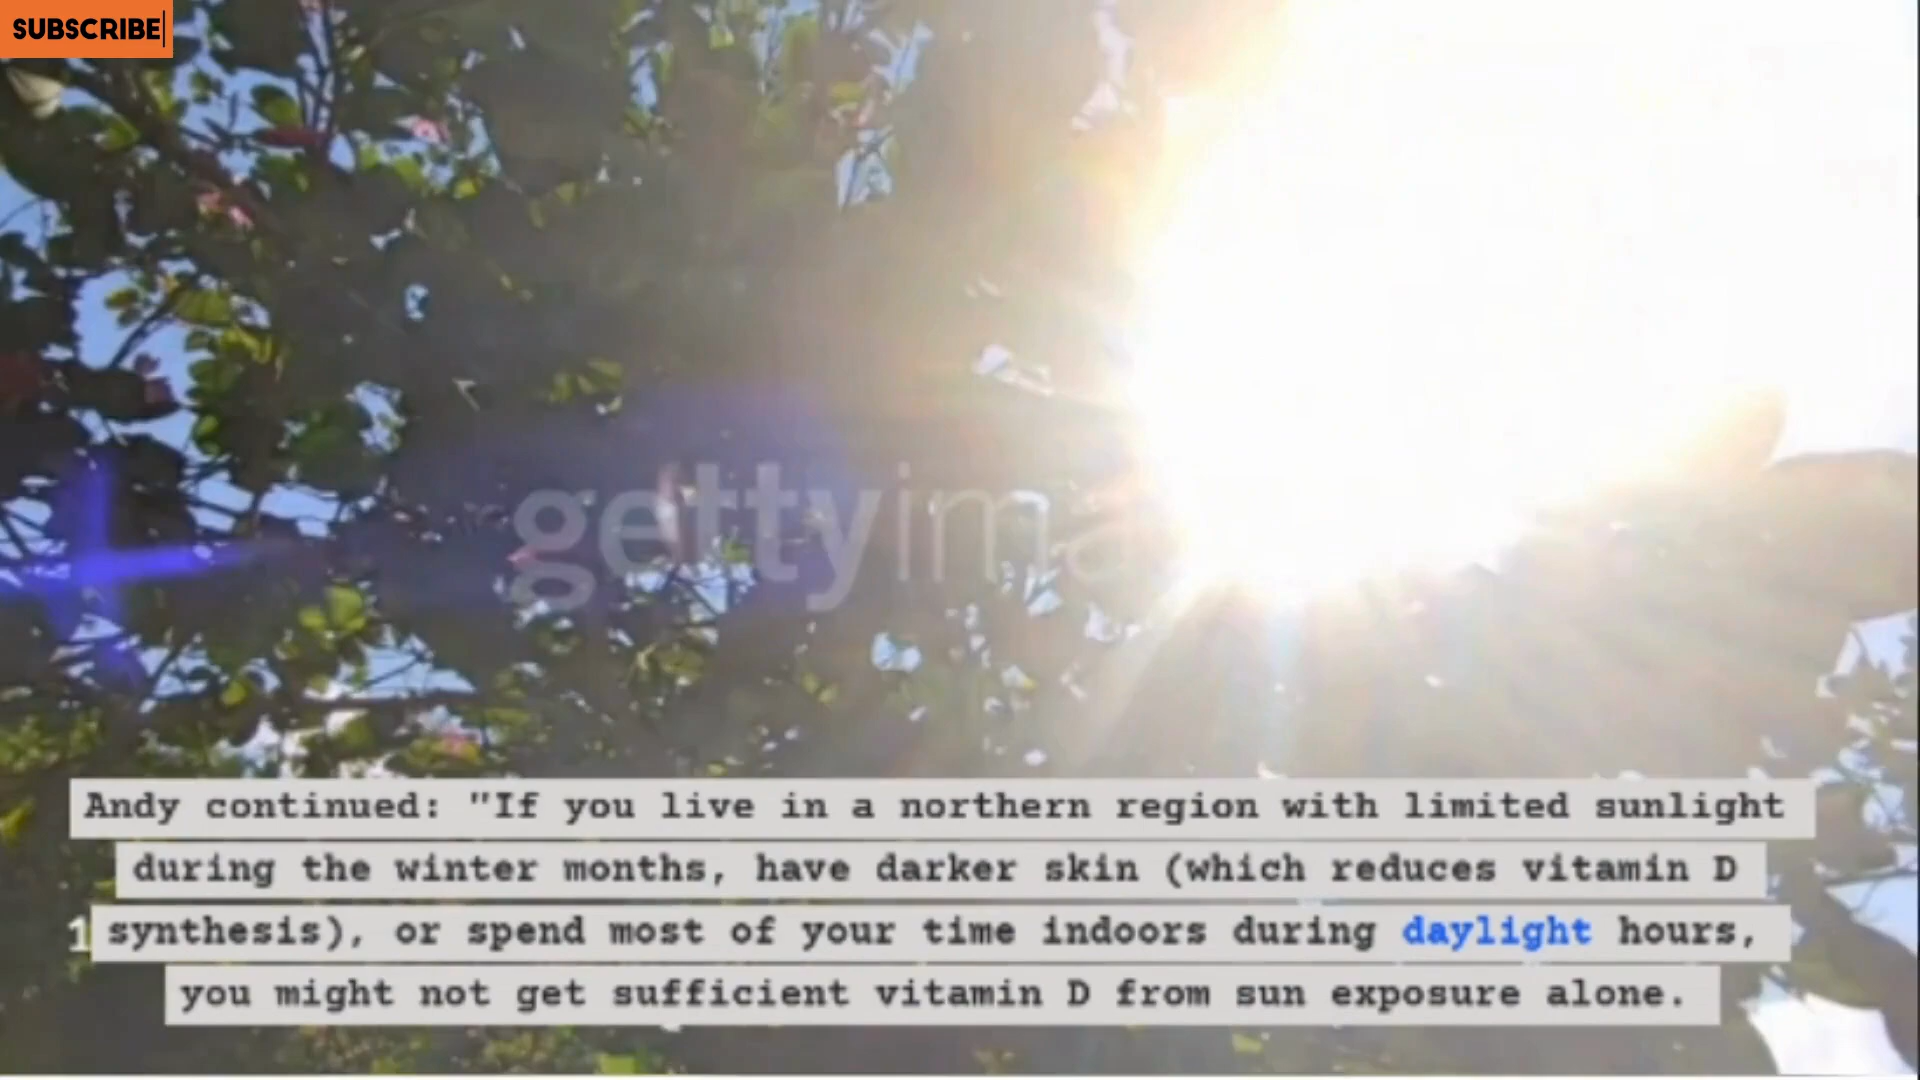 SUBSCRIBE
gettyima
Andy continued: "If you live in a northern region with limited sunlight
during the winter months, have darker skin (which reduces vitamin D
synthesis), or spend most of your time indoors during daylight hours,
you might not get sufficient vitamin D from sun exposure alone.